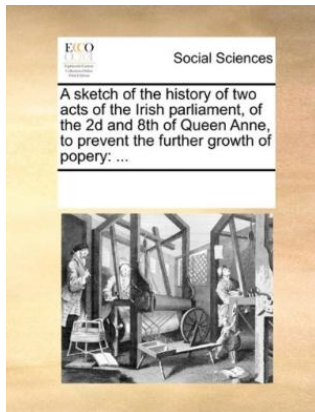 ECCO
Social Sciences
A sketch of the history of two
acts of the Irish parliament, of
the 2d and 8th of Queen Anne,
to prevent the further growth of
popery: ...